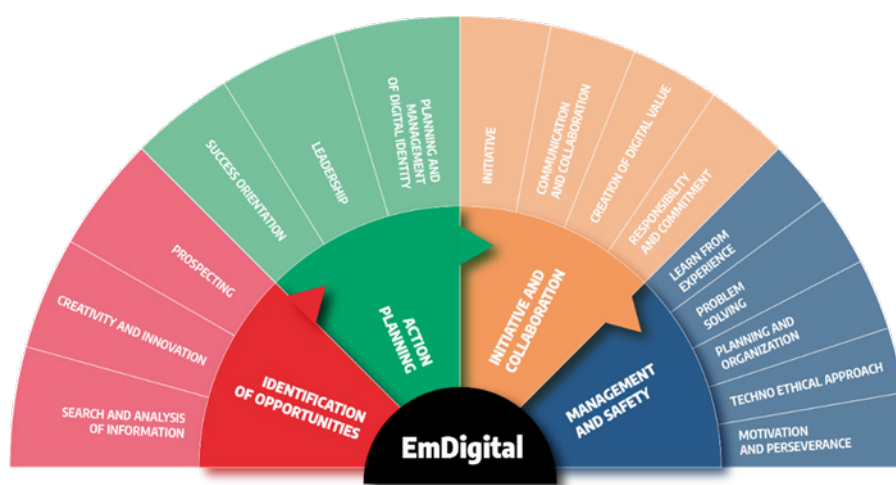 SEARCH AND ANALYSIS
OF INFORMATION
CREATIVITY AND INNOVATION
PROSPECTING
SUCCESS ORIENTATION
LEADERSHIP
PLANNING AND
MANAGEMENT
OF DIGITAL IDENTITY
INITIATIVE
COMMUNICATION
AND COLLABORATION
CREATION OF DIGITAL VALUE
RESPONSIBILITY
AND COMMITMENT
LEARN FROM
EXPERIENCE
PROBLEM
SOLVING
PLANNING AND
ORGANIZATION
TECHNO ETHICAL APPROACH
MOTIVATION
AND PERSEVERANCE
IDENTIFICATION
OF OPPORTUNITIES
ACTION
PLANNING
INITIATIVE AND
COLLABORATION
MANAGEMENT
AND SAFETY
EmDigital